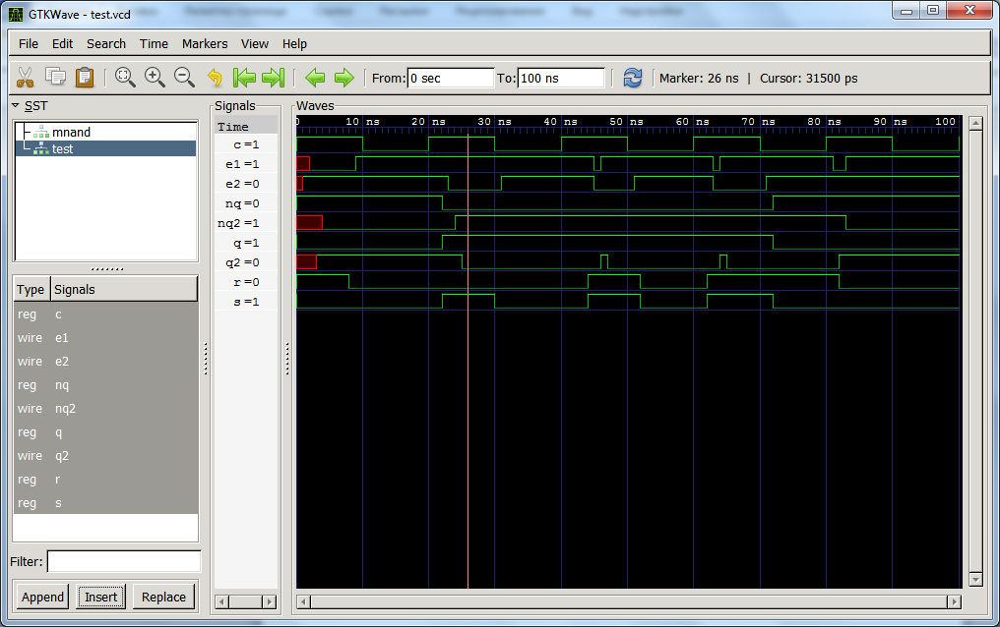 GTKWave - test.vcd
File Edit Search Time Markers View Help
From: 0 sec To: 100 ns Marker: 26 ns | Cursor: 31500 ps
SST
mnand
test
Type Signals
reg c
wire e1
wire e2
reg nq
wire nq2
reg q
wire q2
reg r
reg s
Filter:
Append Insert Replace
Signals
Time
c =1
e1 =1
e2 =0
nq =0
nq2 =1
q =1
q2 =0
r =0
s =1
Waves
0 10 ns 20 ns 30 ns 40 ns 50 ns 60 ns 70 ns 80 ns 90 ns 100